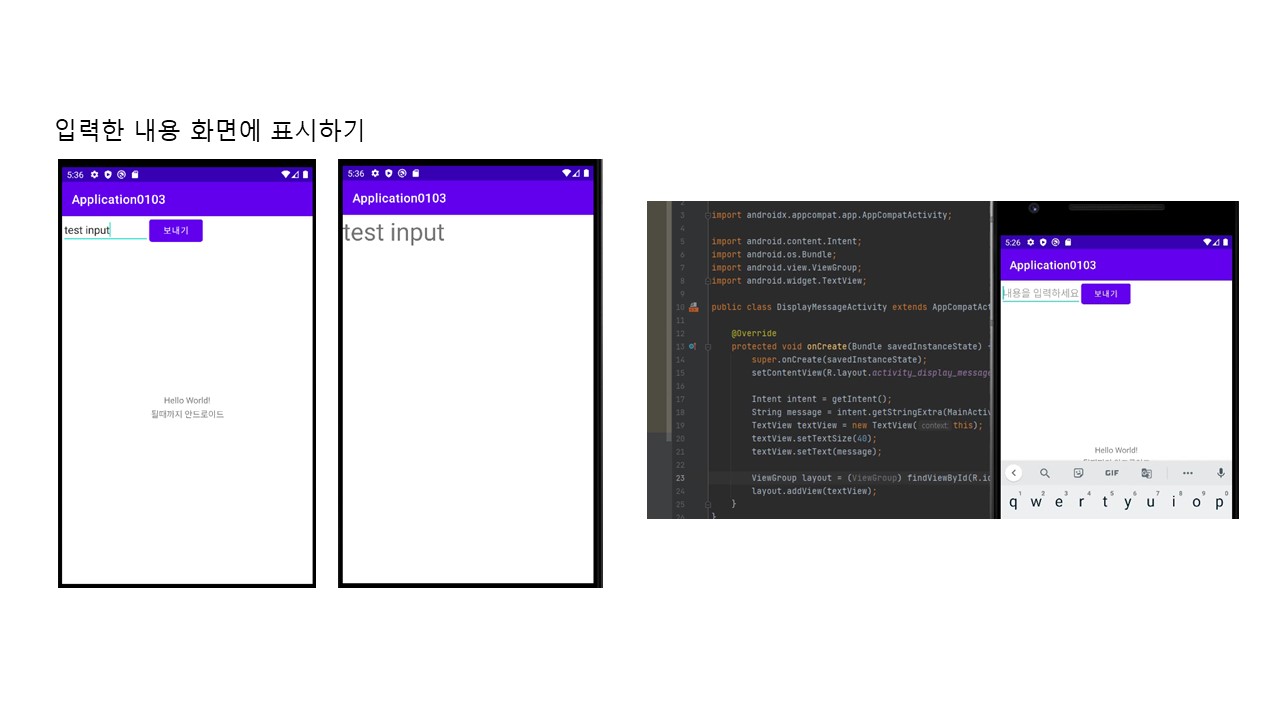 입력한 내용 화면에 표시하기
5:36
Application0103
test input 보내기
Hello World!
될때까지 안드로이드
5:36
Application0103
test input
3 import androidx.appcompat.app.AppCompatActivity;
4
5 import android.content.Intent;
6 import android.os.Bundle;
7 import android.view.ViewGroup;
8 import android.widget.TextView;
9
10 public class DisplayMessageActivity extends AppCompatAct
11
12 @Override
13 protected void onCreate(Bundle savedInstanceState) {
14 super.onCreate(savedInstanceState);
15 setContentView(R.layout.activity_display_message
16
17 Intent intent = getIntent();
18 String message = intent.getStringExtra(MainActiv
19 TextView textView = new TextView( context: this);
20 textView.setTextSize(40);
21 textView.setText(message);
22
23 ViewGroup layout = (ViewGroup) findViewById(R.id
24 layout.addView(textView);
25 }
}
5:26
Application0103
내용을 입력하세요 보내기
Hello World!
GIF
1 2 3 4 5 6 7 8 9 0
q w e r t y u i o p